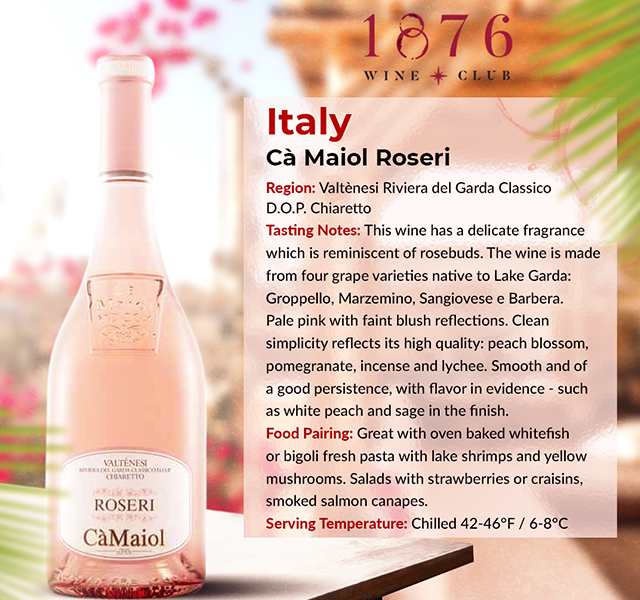 1876
WINE CLUB
Italy
Cà Maiol Roseri
Region: Valtènesi Riviera del Garda Classico
D.O.P. Chiaretto
Tasting Notes: This wine has a delicate fragrance
which is reminiscent of rosebuds. The wine is made
from four grape varieties native to Lake Garda:
Groppello, Marzemino, Sangiovese e Barbera.
Pale pink with faint blush reflections. Clean
simplicity reflects its high quality: peach blossom,
pomegranate, incense and lychee. Smooth and of
a good persistence, with flavor in evidence - such
as white peach and sage in the finish.
Food Pairing: Great with oven baked whitefish
or bigoli fresh pasta with lake shrimps and yellow
mushrooms. Salads with strawberries or craisins,
smoked salmon canapes.
Serving Temperature: Chilled 42-46°F / 6-8°C
VALTÈNESI
RIVIERA DEL GARDA CLASSICO D.O.P.
CHIARETTO
ROSERI
CàMaiol